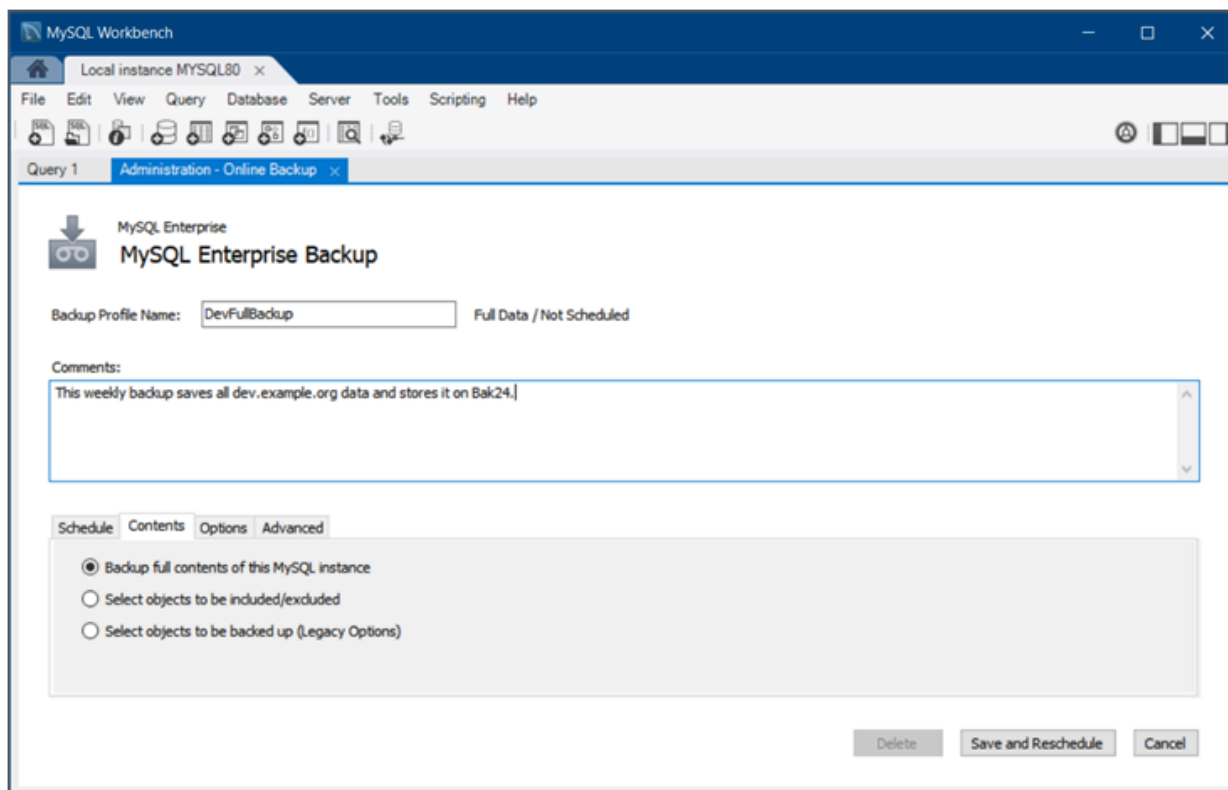 MySQL Workbench
Local instance MYSQL80
File Edit View Query Database Server Tools Scripting Help
SQL SQL
Query 1 Administration - Online Backup
MySQL Enterprise
MySQL Enterprise Backup
Backup Profile Name: DevFullBackup Full Data / Not Scheduled
Comments:
This weekly backup saves all dev.example.org data and stores it on Bak24.
Schedule Contents Options Advanced
Backup full contents of this MySQL instance
Select objects to be included/excluded
Select objects to be backed up (Legacy Options)
Delete Save and Reschedule Cancel